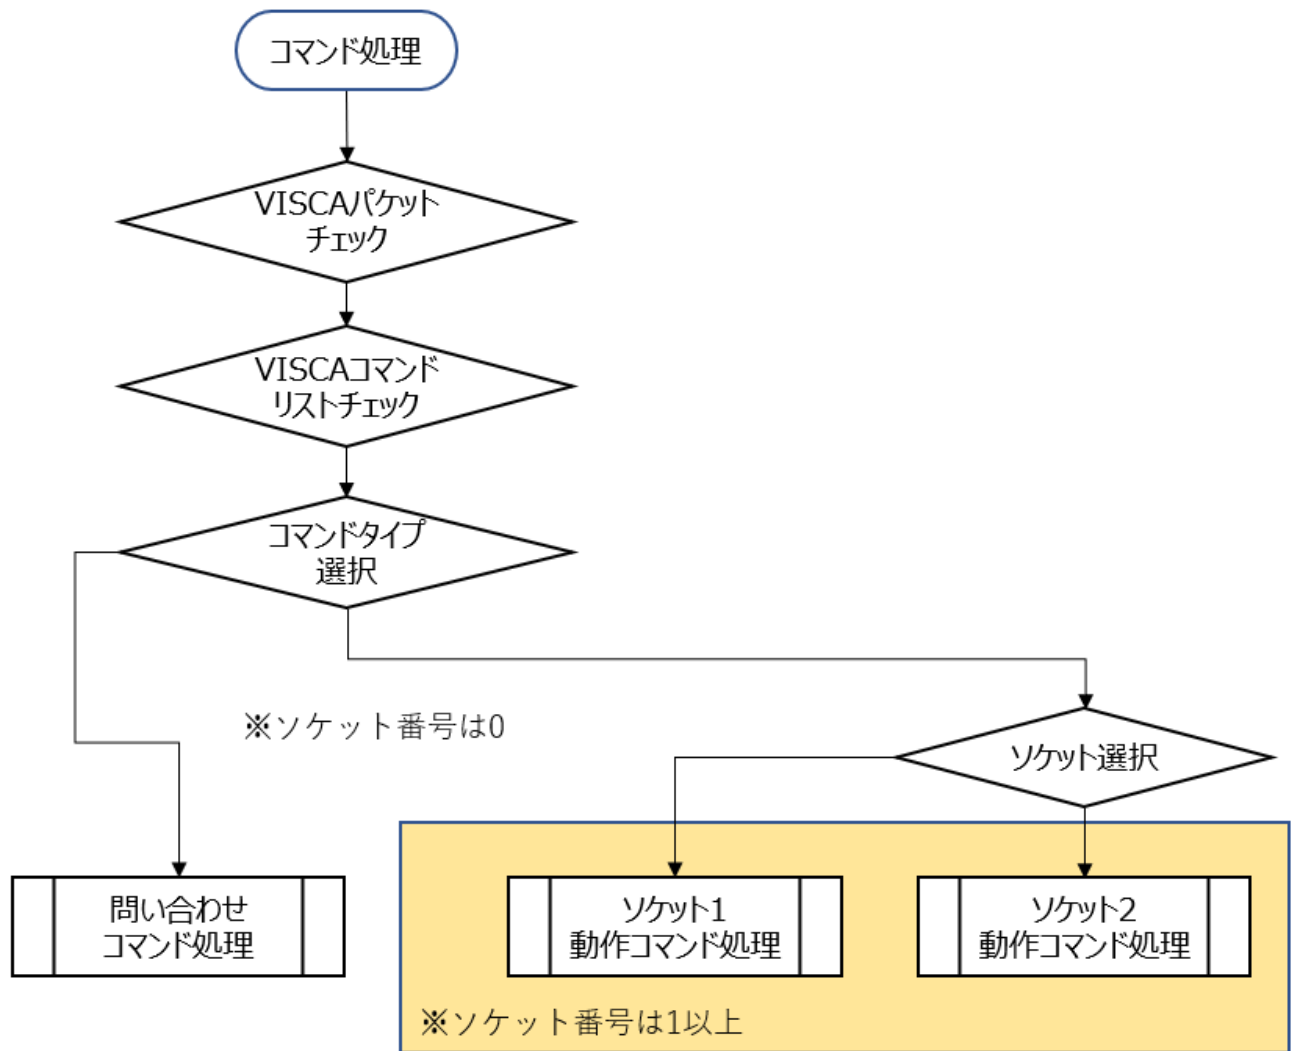 コマンド処理
VISCAパケット
チェック
VISCAコマンド
リストチェック
コマンドタイプ
選択
※ソケット番号は0
ソケット選択
問い合わせ
コマンド処理
ソケット1
動作コマンド処理
ソケット2
動作コマンド処理
※ソケット番号は1以上